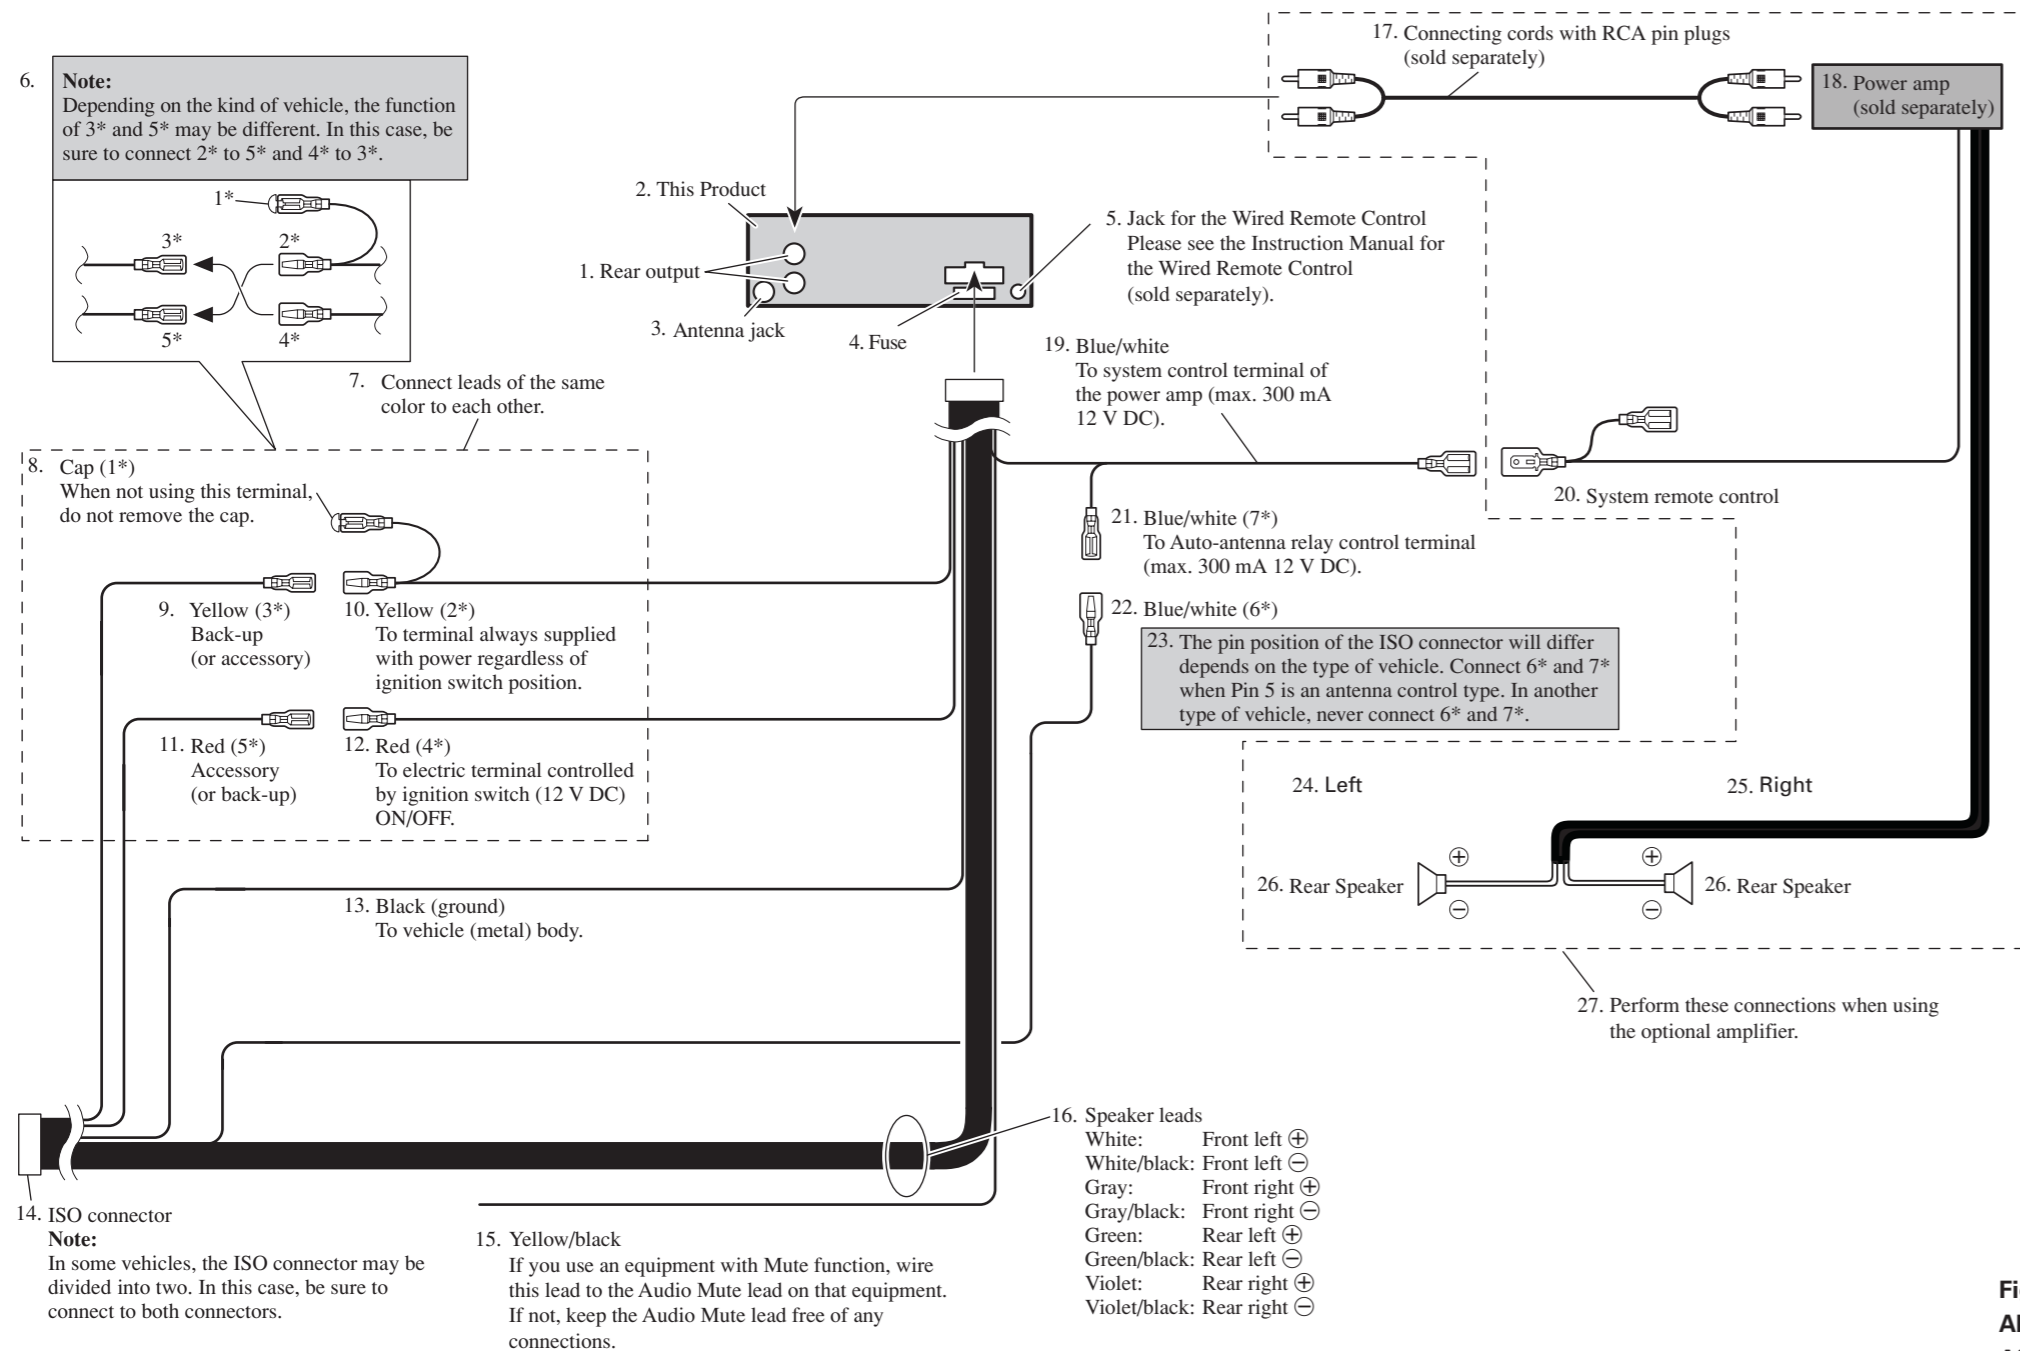 6. Note:
Depending on the kind of vehicle, the function
of 3* and 5* may be different. In this case, be
sure to connect 2* to 5* and 4* to 3*.
1*
3*
2*
5*
4*
7. Connect leads of the same
color to each other.
8. Cap (1*)
When not using this terminal,
do not remove the cap.
9. Yellow (3*)
Back-up
(or accessory)
10. Yellow (2*)
To terminal always supplied
with power regardless of
ignition switch position.
11. Red (5*)
Accessory
(or back-up)
12. Red (4*)
To electric terminal controlled
by ignition switch (12 V DC)
ON/OFF.
13. Black (ground)
To vehicle (metal) body.
14. ISO connector
Note:
In some vehicles, the ISO connector may be
divided into two. In this case, be sure to
connect to both connectors.
15. Yellow/black
If you use an equipment with Mute function, wire
this lead to the Audio Mute lead on that equipment.
If not, keep the Audio Mute lead free of any
connections.
2. This Product
1. Rear output
3. Antenna jack
4. Fuse
5. Jack for the Wired Remote Control
Please see the Instruction Manual for
the Wired Remote Control
(sold separately).
17. Connecting cords with RCA pin plugs
(sold separately)
18. Power amp
(sold separately)
19. Blue/white
To system control terminal of
the power amp (max. 300 mA
12 V DC).
20. System remote control
21. Blue/white (7*)
To Auto-antenna relay control terminal
(max. 300 mA 12 V DC).
22. Blue/white (6*)
23. The pin position of the ISO connector will differ
depends on the type of vehicle. Connect 6* and 7*
when Pin 5 is an antenna control type. In another
type of vehicle, never connect 6* and 7*.
24. Left
25. Right
⊕ ⊕
26. Rear Speaker
26. Rear Speaker
⊖ ⊖
27. Perform these connections when using
the optional amplifier.
16. Speaker leads
White: Front left ⊕
White/black: Front left ⊖
Gray: Front right ⊕
Gray/black: Front right ⊖
Green: Rear left ⊕
Green/black: Rear left ⊖
Violet: Rear right ⊕
Violet/black: Rear right ⊖